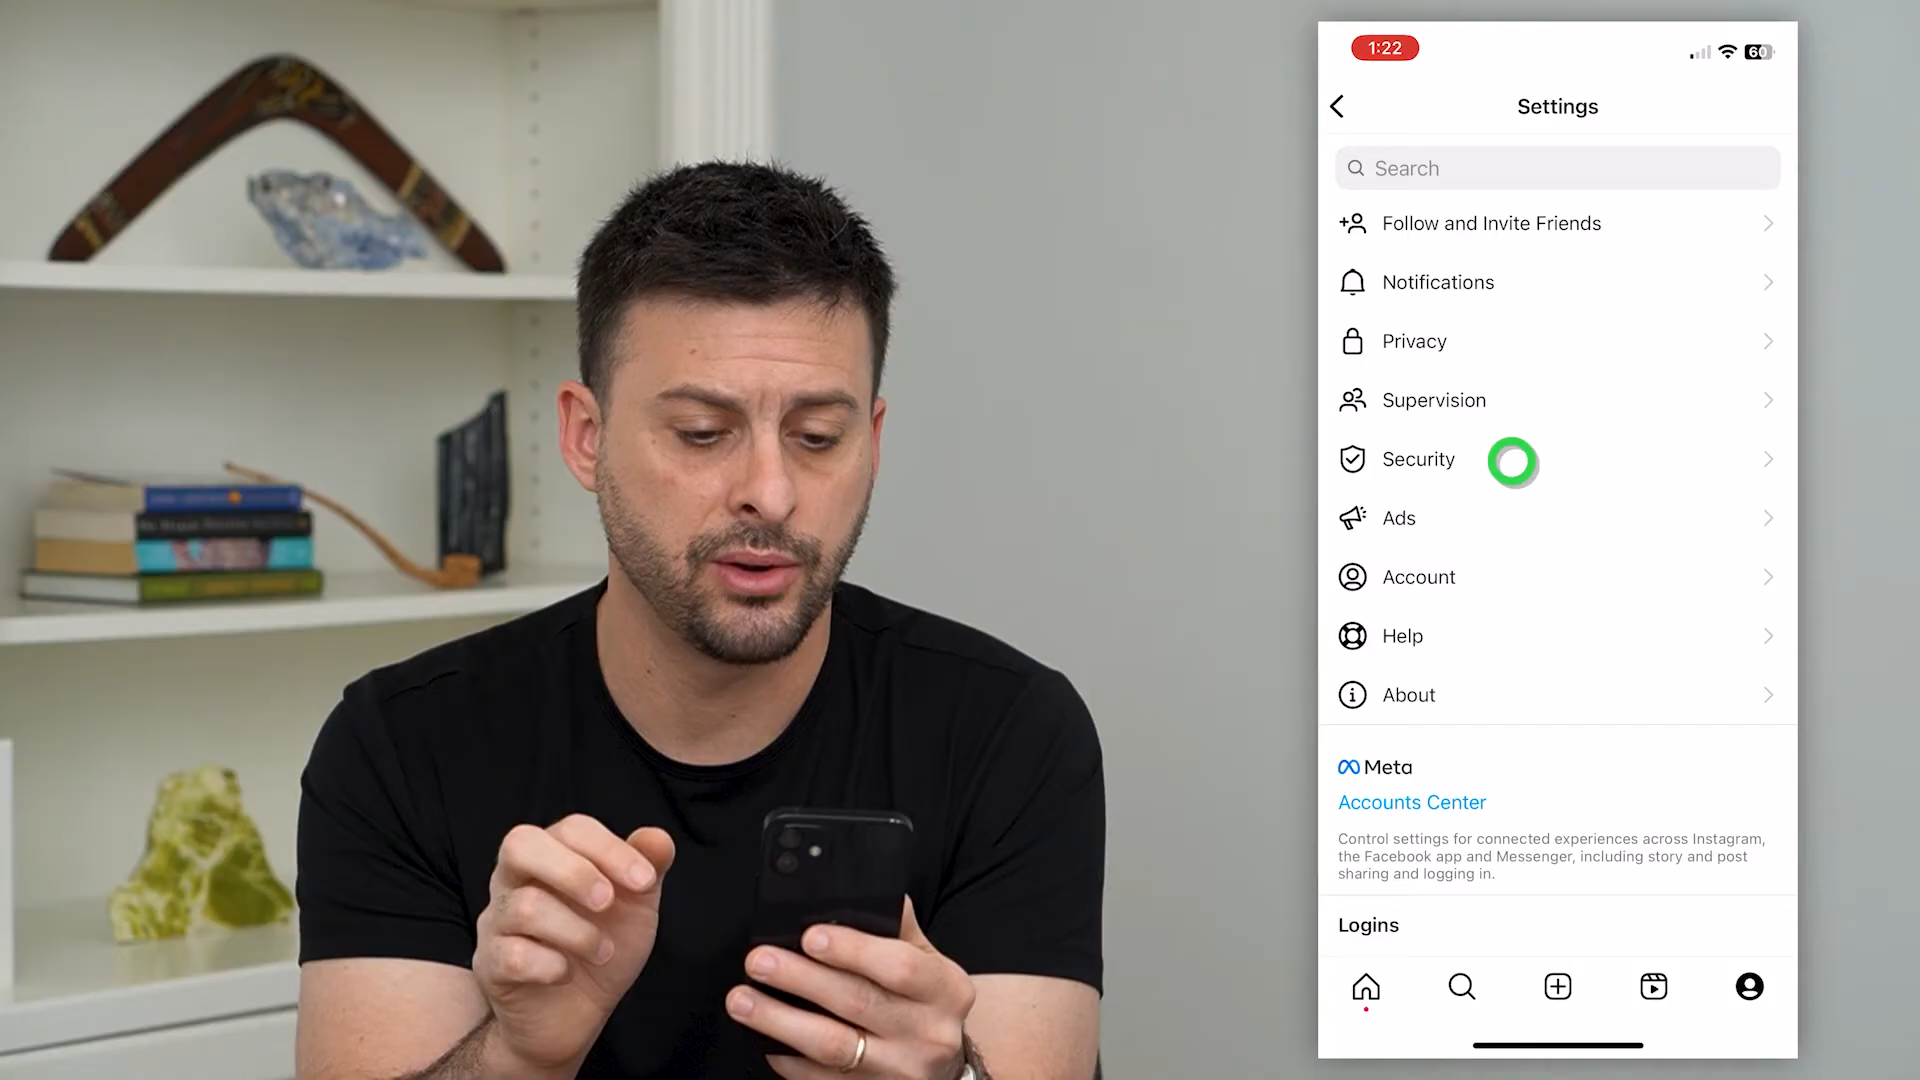 1:22
60
Settings
Search
Follow and Invite Friends
Notifications
Privacy
Supervision
Security
Ads
Account
Help
About
Meta
Accounts Center
Control settings for connected experiences across Instagram,
the Facebook app and Messenger, including story and post
sharing and logging in.
Logins